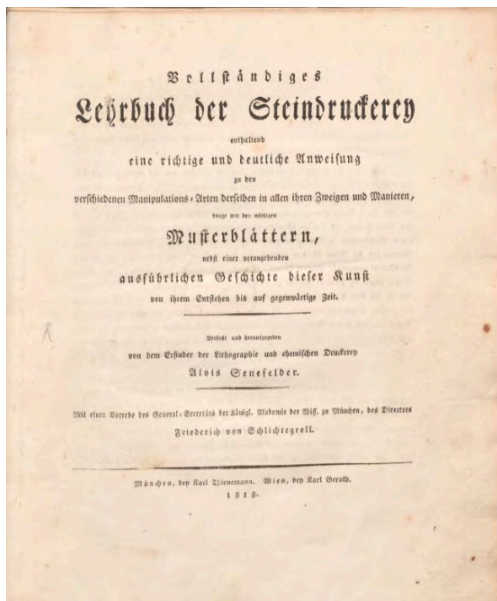 Vollständiges
Lehrbuch der Steindruckerey
enthaltend
eine richtige und deutliche Anweisung
zu den
verschiedenen Manipulations-Arten derselben in allen ihren Zweigen und Manieren,
belegt mit den nöthigen
Musterblättern,
nebst einer vorangehenden
ausführlichen Geschichte dieser Kunst
von ihrem Entstehen bis auf gegenwärtige Zeit.
Verfaßt und herausgegeben
von dem Erfinder der Lithographie und chemischen Druckerey
Alois Senefelder.
Mit einer Vorrede des General-Secretärs der Königl. Akademie der Wiss. zu München, des Directors
Friederich von Schlichtegroll.
München, bey Karl Thienemann. Wien, bey Karl Gerold.
1818.